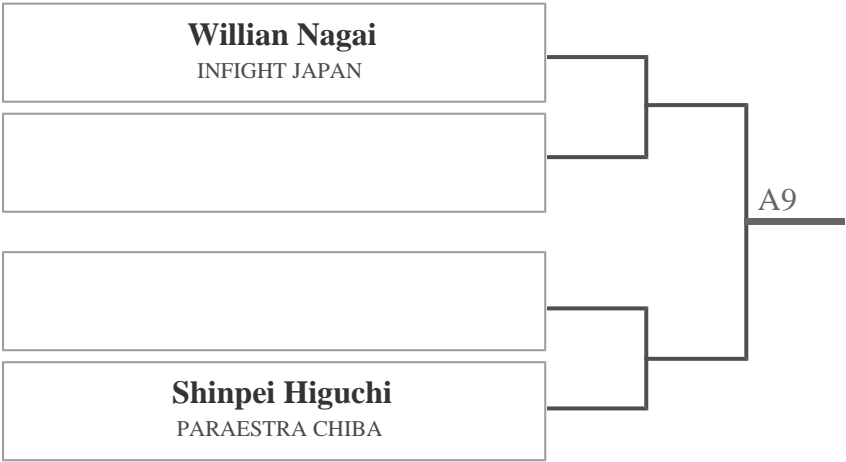 Willian Nagai
INFIGHT JAPAN
A9
Shinpei Higuchi
PARAESTRA CHIBA